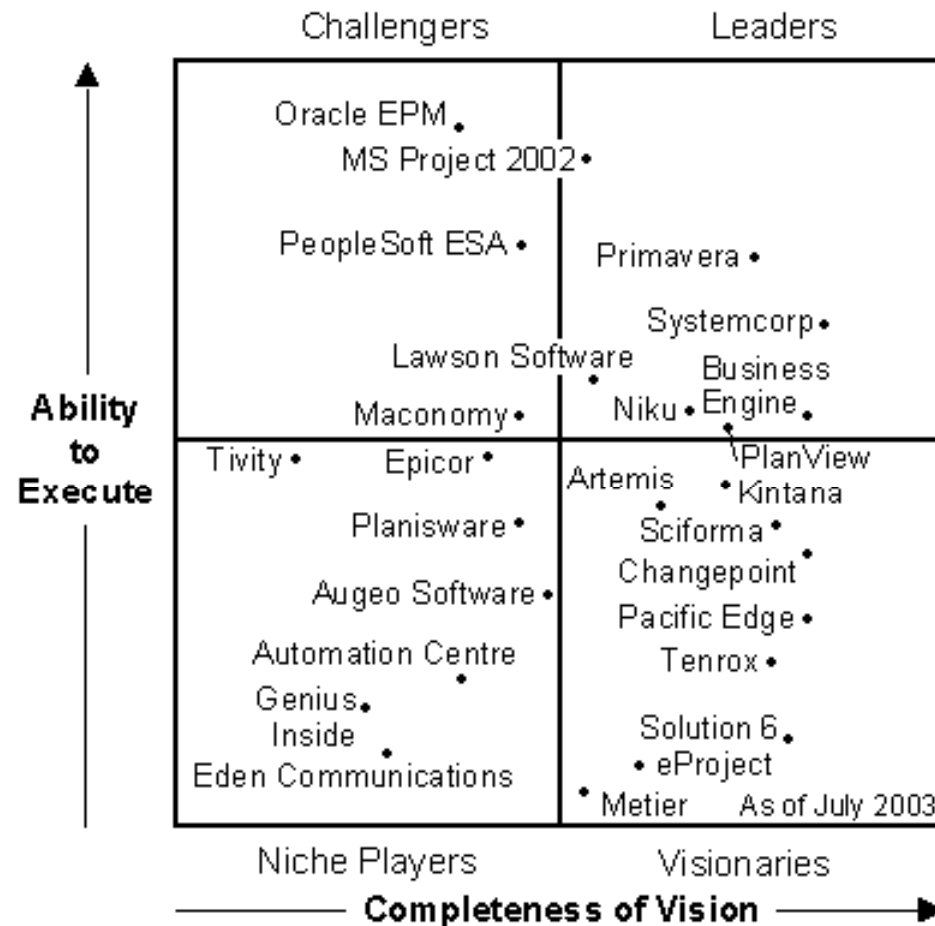 Challengers
Leaders
Oracle EPM
MS Project 2002
PeopleSoft ESA
Primavera
Systemcorp
Lawson Software
Business
Engine
Niku
Maconomy
PlanView
Ability
to
Execute
Tivity
Epicor
Artemis
Kintana
Planisware
Sciforma
Changepoint
Augeo Software
Pacific Edge
Automation Centre
Tenrox
Genius
Inside
Solution 6
eProject
Eden Communications
Metier
As of July 2003
Niche Players
Visionaries
Completeness of Vision